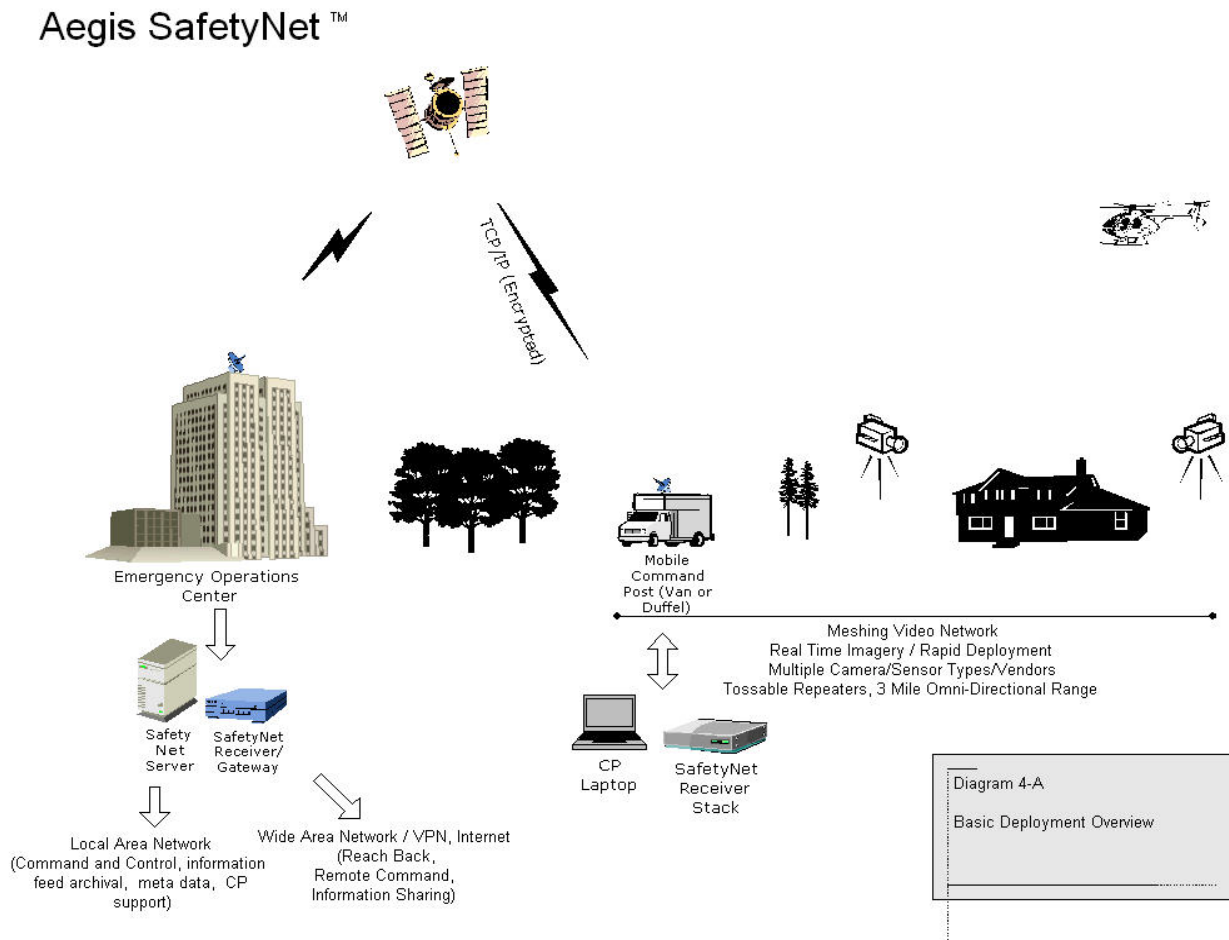 Aegis SafetyNet ™
TCP/IP (Encrypted)
Emergency Operations
Center
Mobile
Command
Post (Van or
Duffel)
Meshing Video Network
Real Time Imagery / Rapid Deployment
Multiple Camera/Sensor Types/Vendors
Tossable Repeaters, 3 Mile Omni-Directional Range
Safety
Net
Server
SafetyNet
Receiver/
Gateway
CP
Laptop
SafetyNet
Receiver
Stack
Local Area Network
(Command and Control, information
feed archival, meta data, CP
support)
Wide Area Network / VPN, Internet
(Reach Back,
Remote Command,
Information Sharing)
Diagram 4-A
Basic Deployment Overview